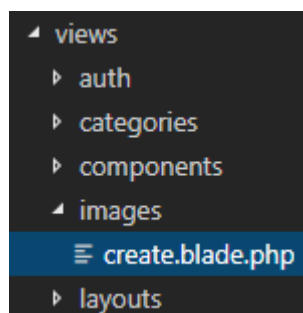 views
auth
categories
components
images
create.blade.php
layouts